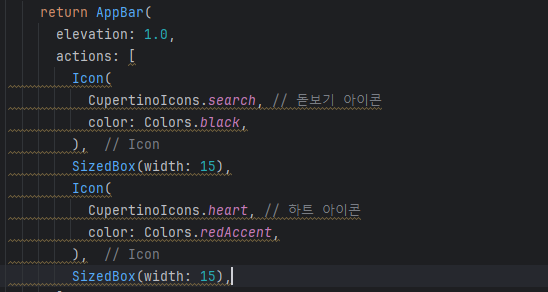 return AppBar(
elevation: 1.0,
actions: [
Icon(
CupertinoIcons.search, // 돋보기 아이콘
color: Colors.black,
), // Icon
SizedBox(width: 15),
Icon(
CupertinoIcons.heart, // 하트 아이콘
color: Colors.redAccent,
), // Icon
SizedBox(width: 15),